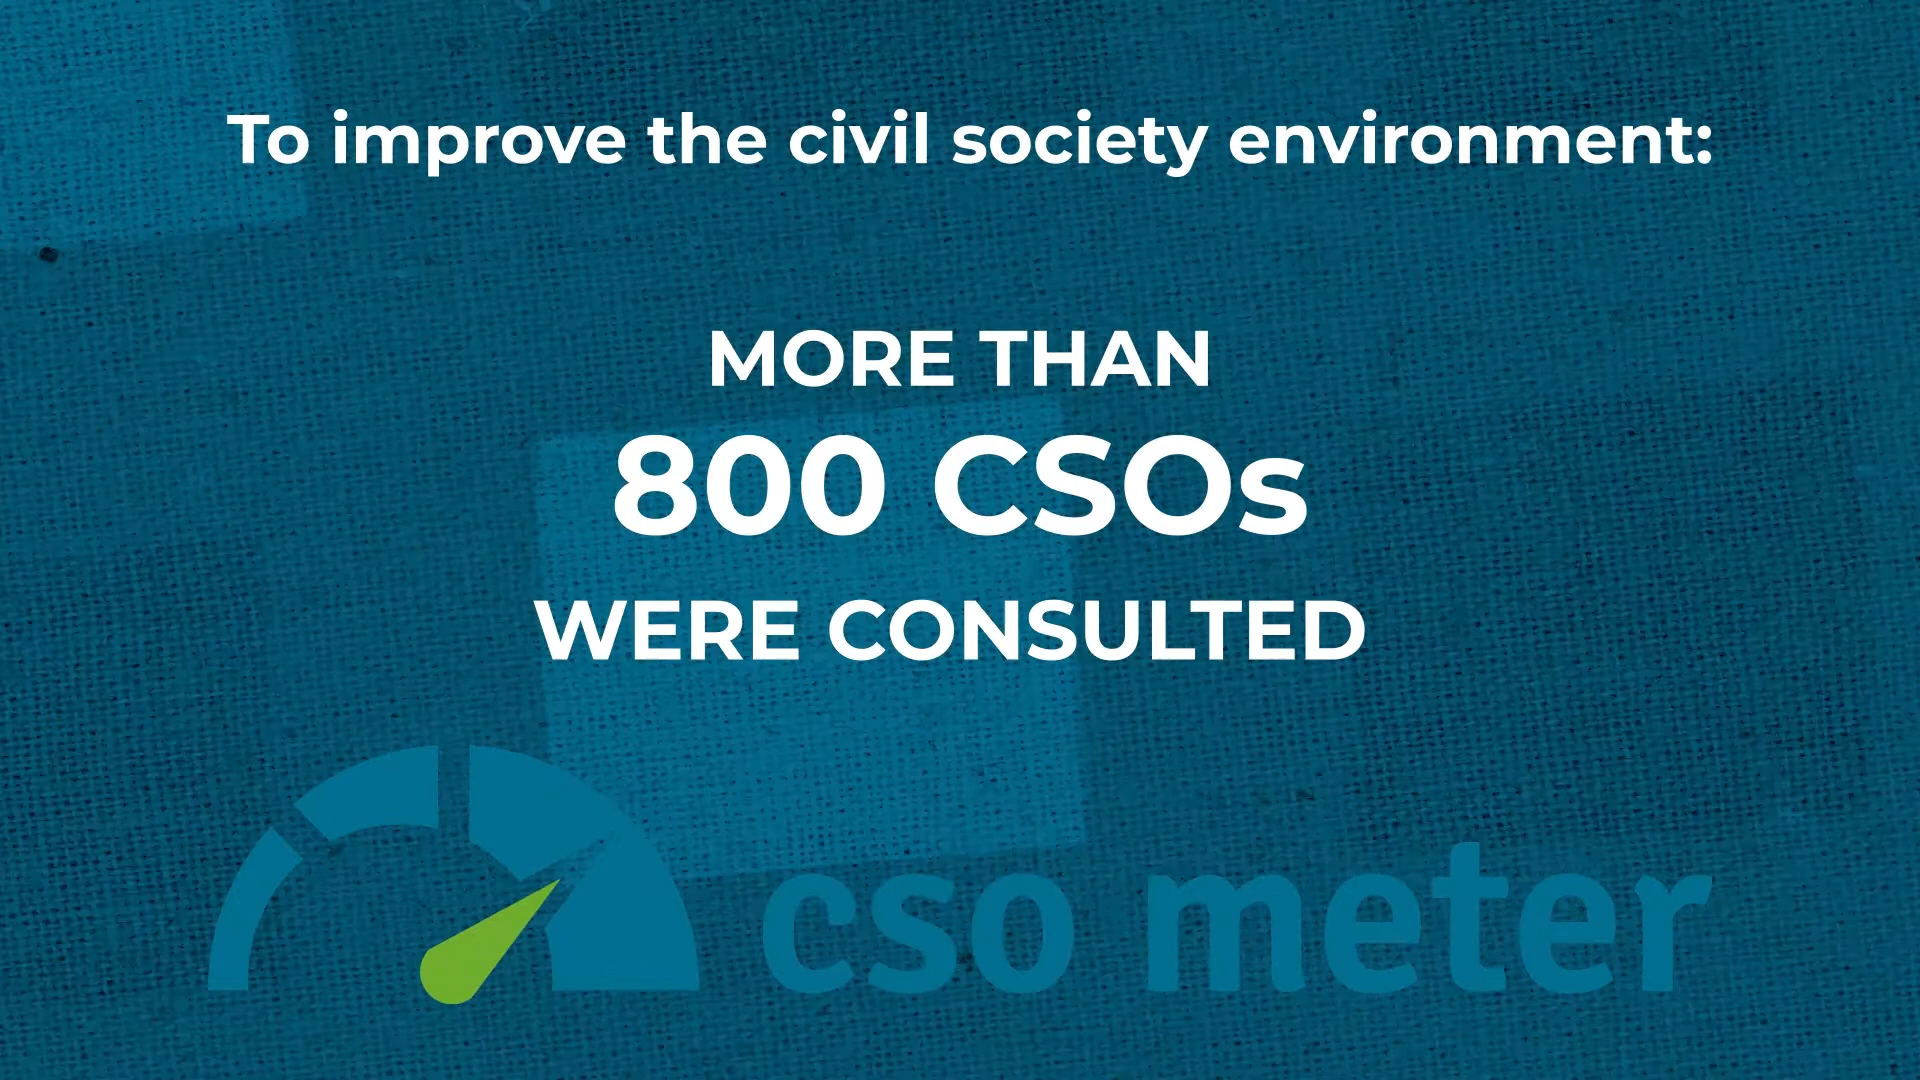 To improve the civil society environment:
MORE THAN
800 CSOs
WERE CONSULTED
cso meter